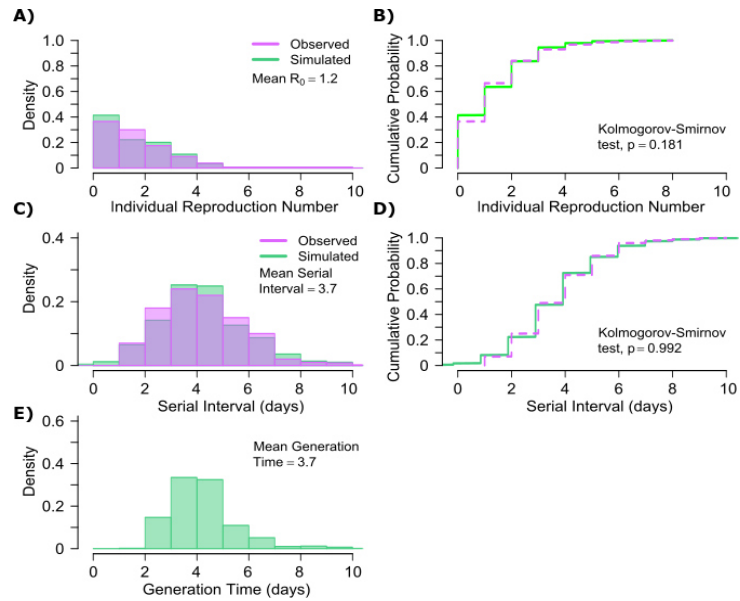 A)
Density
1.0
0.8
0.6
0.4
0.2
0
Observed
Simulated
Mean R0 = 1.2
0 2 4 6 8 10
Individual Reproduction Number
B)
Cumulative Probability
1.0
0.8
0.6
0.4
0.2
0
Kolmogorov-Smirnov
test, p = 0.181
0 2 4 6 8 10
Individual Reproduction Number
C)
Density
0.4
0.2
0
Observed
Simulated
Mean Serial
Interval = 3.7
0 2 4 6 8 10
Serial Interval (days)
D)
Cumulative Probability
1.0
0.8
0.6
0.4
0.2
0
Kolmogorov-Smirnov
test, p = 0.992
0 2 4 6 8 10
Serial Interval (days)
E)
Density
0.6
0.4
0.2
0
Mean Generation
Time = 3.7
0 2 4 6 8 10
Generation Time (days)